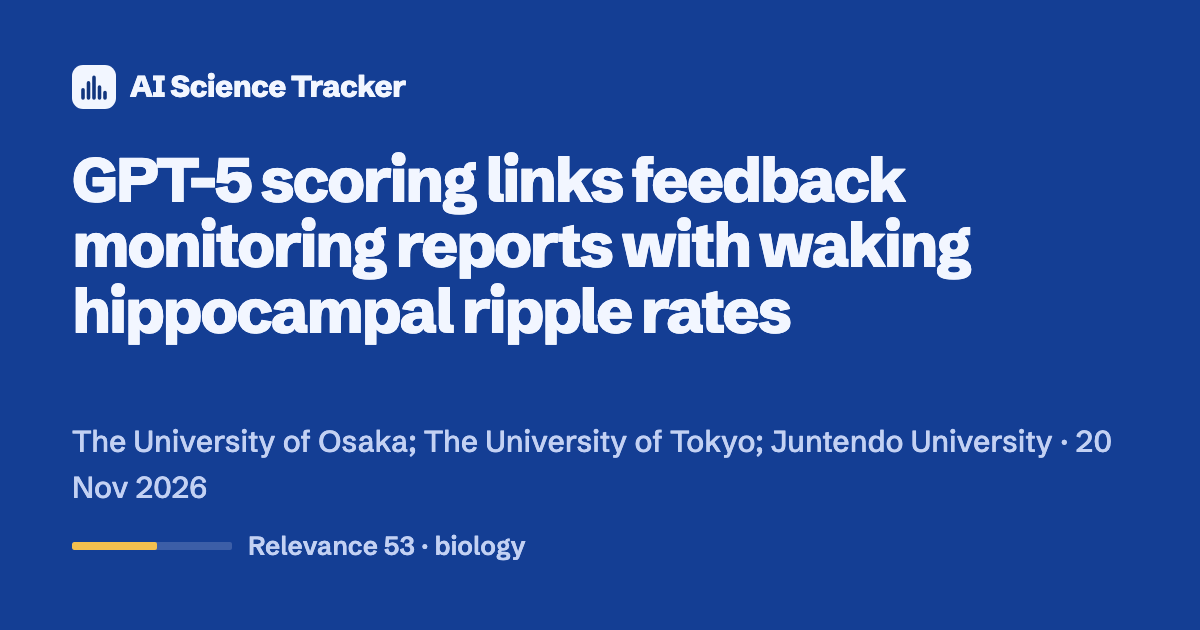 AI Science Tracker
GPT-5 scoring links feedback
monitoring reports with waking
hippocampal ripple rates
The University of Osaka; The University of Tokyo; Juntendo University · 20
Nov 2026
Relevance 53 · biology